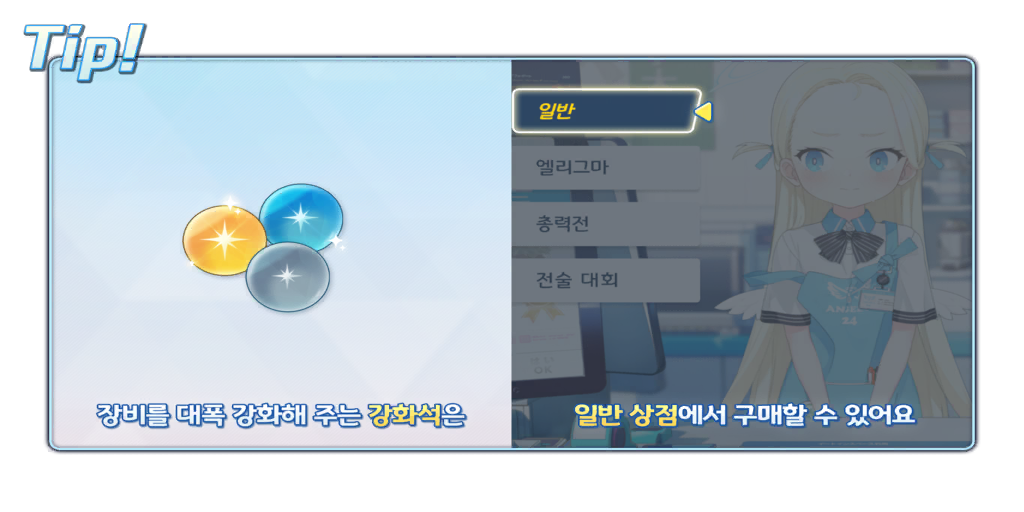 Tip!
일반
엘리그마
총력전
전술 대회
ANGEL
24
장비를 대폭 강화해 주는 강화석은
일반 상점에서 구매할 수 있어요